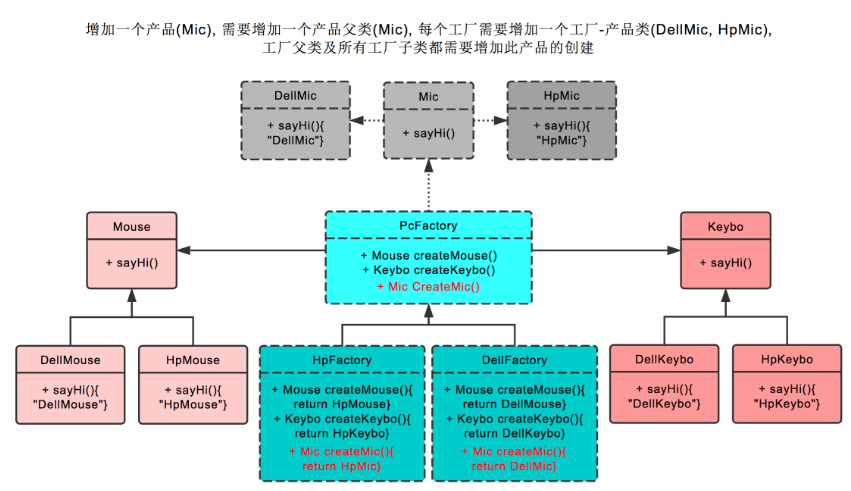 增加一个产品(Mic), 需要增加一个产品父类(Mic), 每个工厂需要增加一个工厂-产品类(DellMic, HpMic),
工厂父类及所有工厂子类都需要增加此产品的创建
DellMic
+ sayHi(){
"DellMic"}
Mic
+ sayHi()
HpMic
+ sayHi(){
"HpMic"}
Mouse
+ sayHi()
PcFactory
+ Mouse createMouse()
+ Keybo createKeybo()
+ Mic CreateMic()
Keybo
+ sayHi()
DellMouse
+ sayHi(){
"DellMouse"}
HpMouse
+ sayHi(){
"HpMouse"}
HpFactory
+ Mouse createMouse(){
return HpMouse}
+ Keybo createKeybo(){
return HpKeybo}
+ Mic createMic(){
return HpMic}
DellFactory
+ Mouse createMouse(){
return DellMouse}
+ Keybo createKeybo(){
return DellKeybo}
+ Mic createMic(){
return DellMic}
DellKeybo
+ sayHi(){
"DellKeybo"}
HpKeybo
+ sayHi(){
"HpKeybo"}